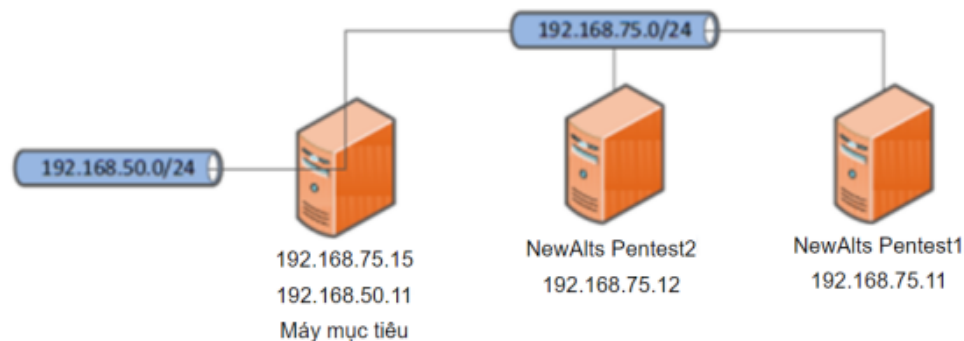 192.168.75.0/24
192.168.50.0/24
192.168.75.15
192.168.50.11
Máy mục tiêu
NewAlts Pentest2
192.168.75.12
NewAlts Pentest1
192.168.75.11